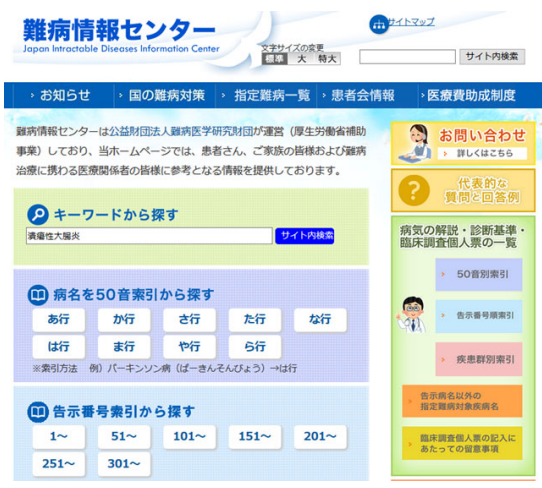 難病情報センター
Japan Intractable Diseases Information Center
サイトマップ
文字サイズの変更
標準 大 特大
サイト内検索
お知らせ 国の難病対策 指定難病一覧 患者会情報 医療費助成制度
難病情報センターは公益財団法人難病医学研究財団が運営（厚生労働省補助
事業）しており、当ホームページでは、患者さん、ご家族の皆様および難病
治療に携わる医療関係者の皆様に参考となる情報を提供しております。
キーワードから探す
潰瘍性大腸炎 サイト内検索
病名を50音索引から探す
あ行 か行 さ行 た行 な行
は行 ま行 や行 ら行
※索引方法 例）パーキンソン病（ぱーきんそんびょう）→は行
告示番号索引から探す
1～ 51～ 101～ 151～ 201～
251～ 301～
お問い合わせ
詳しくはこちら
代表的な
質問と回答例
病気の解説・診断基準・
臨床調査個人票の一覧
50音別索引
告示番号順索引
疾患群別索引
告示病名以外の
指定難病対象疾病名
臨床調査個人票の記入に
あたっての留意事項